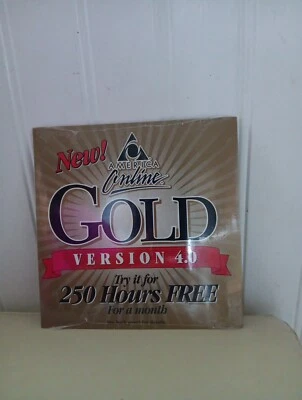 New!
AMERICA
Online
GOLD
VERSION 4.0
Try it for
250 Hours FREE
For a month